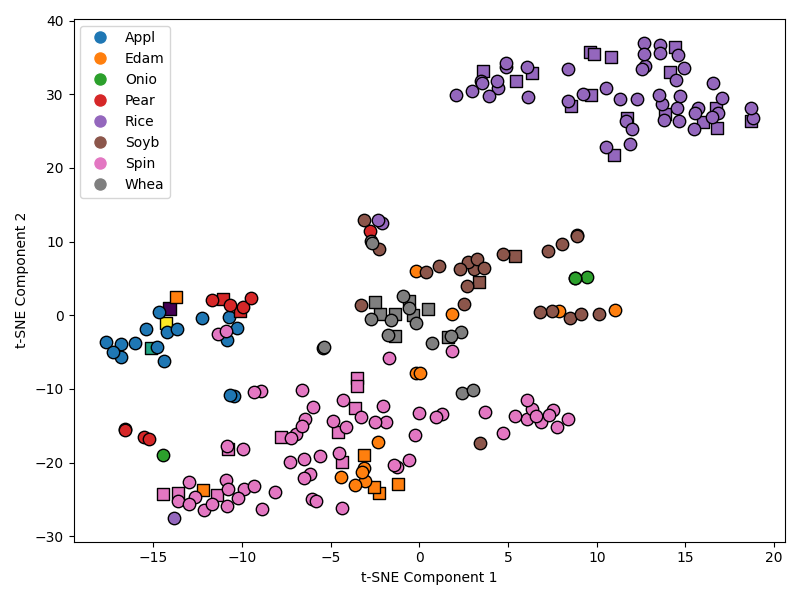 40
30
20
10
0
−10
−20
−30
t-SNE Component 2
Appl
Edam
Onio
Pear
Rice
Soyb
Spin
Whea
−15 −10 −5 0 5 10 15 20
t-SNE Component 1